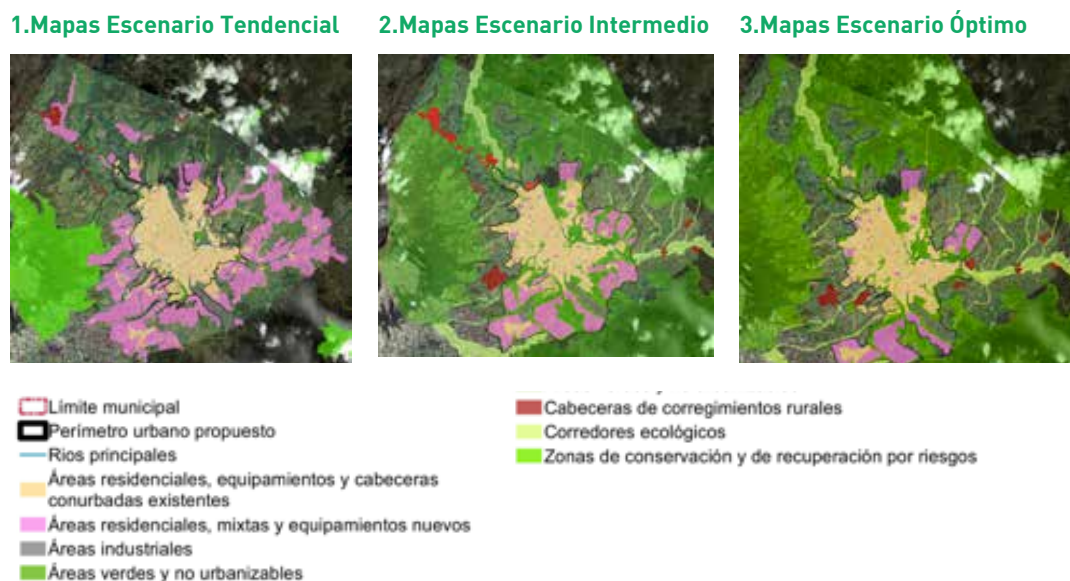 1.Mapas Escenario Tendencial
2.Mapas Escenario Intermedio
3.Mapas Escenario Óptimo
Límite municipal
Perímetro urbano propuesto
Rios principales
Áreas residenciales, equipamientos y cabeceras
conurbadas existentes
Áreas residenciales, mixtas y equipamientos nuevos
Áreas industriales
Áreas verdes y no urbanizables
Cabeceras de corregimientos rurales
Corredores ecológicos
Zonas de conservación y de recuperación por riesgos